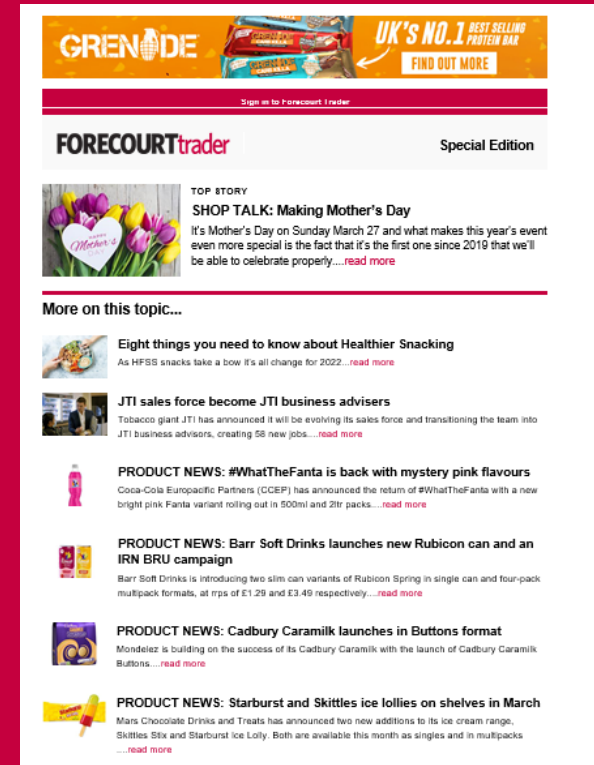 GRENADE
UK'S NO.1 BEST SELLING
PROTEIN BAR
FIND OUT MORE
Sign in to Forecourt Trader
FORECOURTtrader
Special Edition
TOP STORY
SHOP TALK: Making Mother's Day
It's Mother's Day on Sunday March 27 and what makes this year's event
even more special is the fact that it's the first one since 2019 that we'll
be able to celebrate properly....read more
HAPPY
Mother's
DAY
More on this topic...
Eight things you need to know about Healthier Snacking
As HFSS snacks take a bow it's all change for 2022...read more
JTI sales force become JTI business advisers
Tobacco giant JTI has announced it will be evolving its sales force and transitioning the team into
JTI business advisors, creating 58 new jobs....read more
PRODUCT NEWS: #WhatTheFanta is back with mystery pink flavours
Coca-Cola Europacific Partners (CCEP) has announced the return of #WhatTheFanta with a new
bright pink Fanta variant rolling out in 500ml and 2ltr packs....read more
PRODUCT NEWS: Barr Soft Drinks launches new Rubicon can and an
IRN BRU campaign
Barr Soft Drinks is introducing two slim can variants of Rubicon Spring in single can and four-pack
multipack formats, at rrps of £1.29 and £3.49 respectively....read more
PRODUCT NEWS: Cadbury Caramilk launches in Buttons format
Mondelez is building on the success of its Cadbury Caramilk with the launch of Cadbury Caramilk
Buttons....read more
PRODUCT NEWS: Starburst and Skittles ice lollies on shelves in March
Mars Chocolate Drinks and Treats has announced two new additions to its ice cream range,
Skittles Stix and Starburst Ice Lolly. Both are available this month as singles and in multipacks
....read more